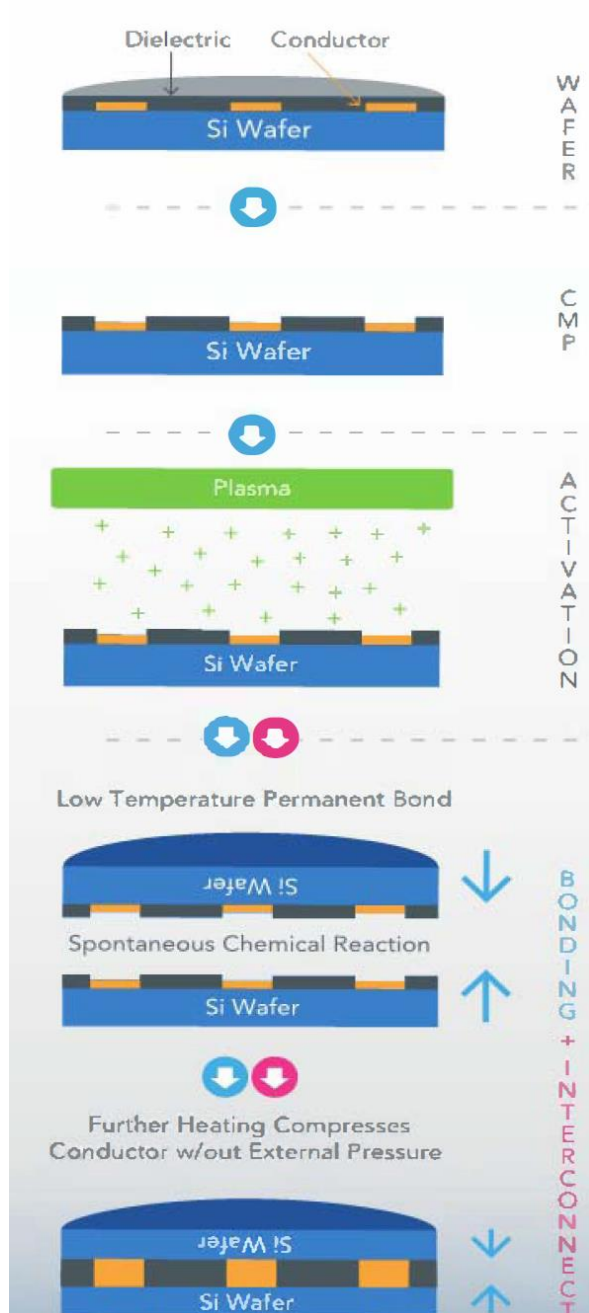 Dielectric Conductor
Si Wafer
WAFER
Si Wafer
CMP
Plasma
Si Wafer
ACTIVATION
Low Temperature Permanent Bond
Si Wafer
Spontaneous Chemical Reaction
Si Wafer
Further Heating Compresses
Conductor w/out External Pressure
Si Wafer
Si Wafer
BONDING + INTERCONNECT